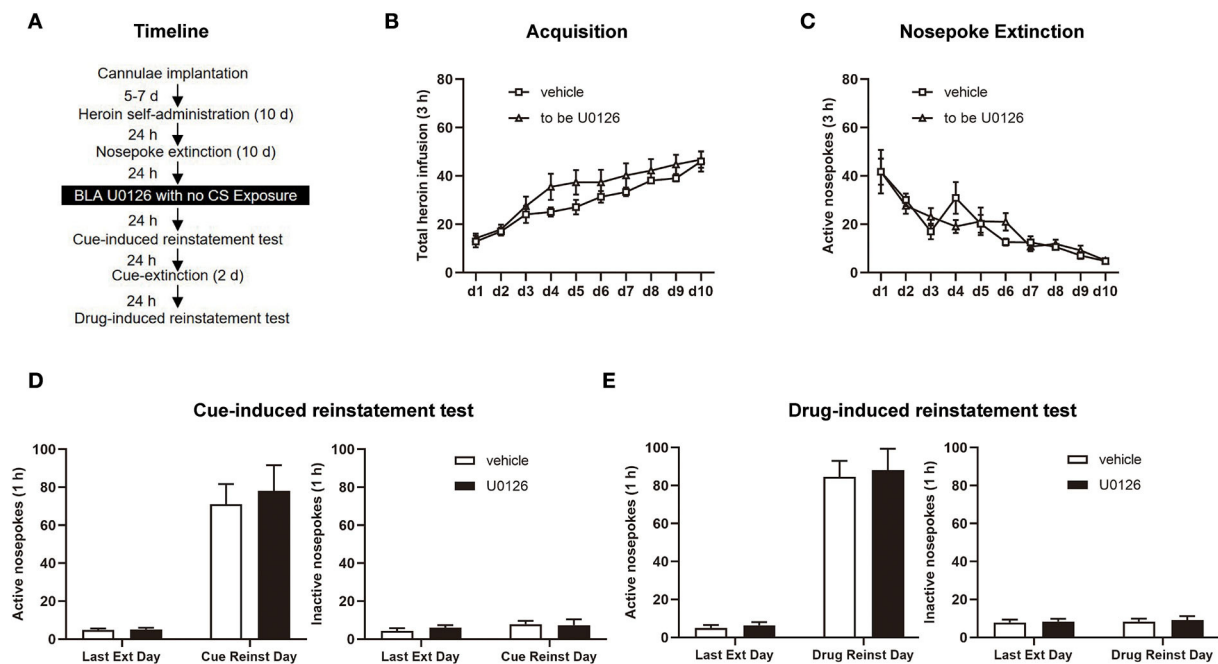 A
Timeline
Cannulae implantation
5-7 d
Heroin self-administration (10 d)
24 h
Nosepoke extinction (10 d)
24 h
BLA U0126 with no CS Exposure
24 h
Cue-induced reinstatement test
24 h
Cue-extinction (2 d)
24 h
Drug-induced reinstatement test
B
Acquisition
Total heroin infusion (3 h)
80
60
40
20
0
vehicle
to be U0126
d1 d2 d3 d4 d5 d6 d7 d8 d9 d10
C
Nosepoke Extinction
Active nosepokes (3 h)
80
60
40
20
0
vehicle
to be U0126
d1 d2 d3 d4 d5 d6 d7 d8 d9 d10
D
Cue-induced reinstatement test
Active nosepokes (1 h)
100
80
60
40
20
0
Last Ext Day Cue Reinst Day
Inactive nosepokes (1 h)
100
80
60
40
20
0
vehicle
U0126
Last Ext Day Cue Reinst Day
E
Drug-induced reinstatement test
Active nosepokes (1 h)
100
80
60
40
20
0
Last Ext Day Drug Reinst Day
Inactive nosepokes (1 h)
100
80
60
40
20
0
vehicle
U0126
Last Ext Day Drug Reinst Day